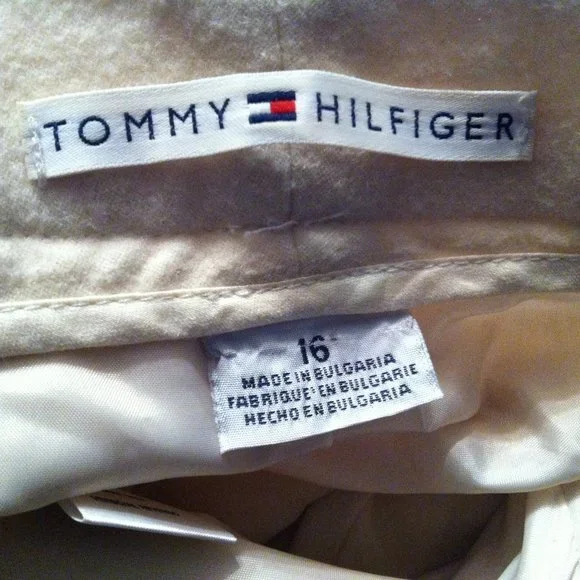 TOMMY HILFIGER
16
MADE IN BULGARIA
FABRIQUE' EN BULGARIE
HECHO EN BULGARIA